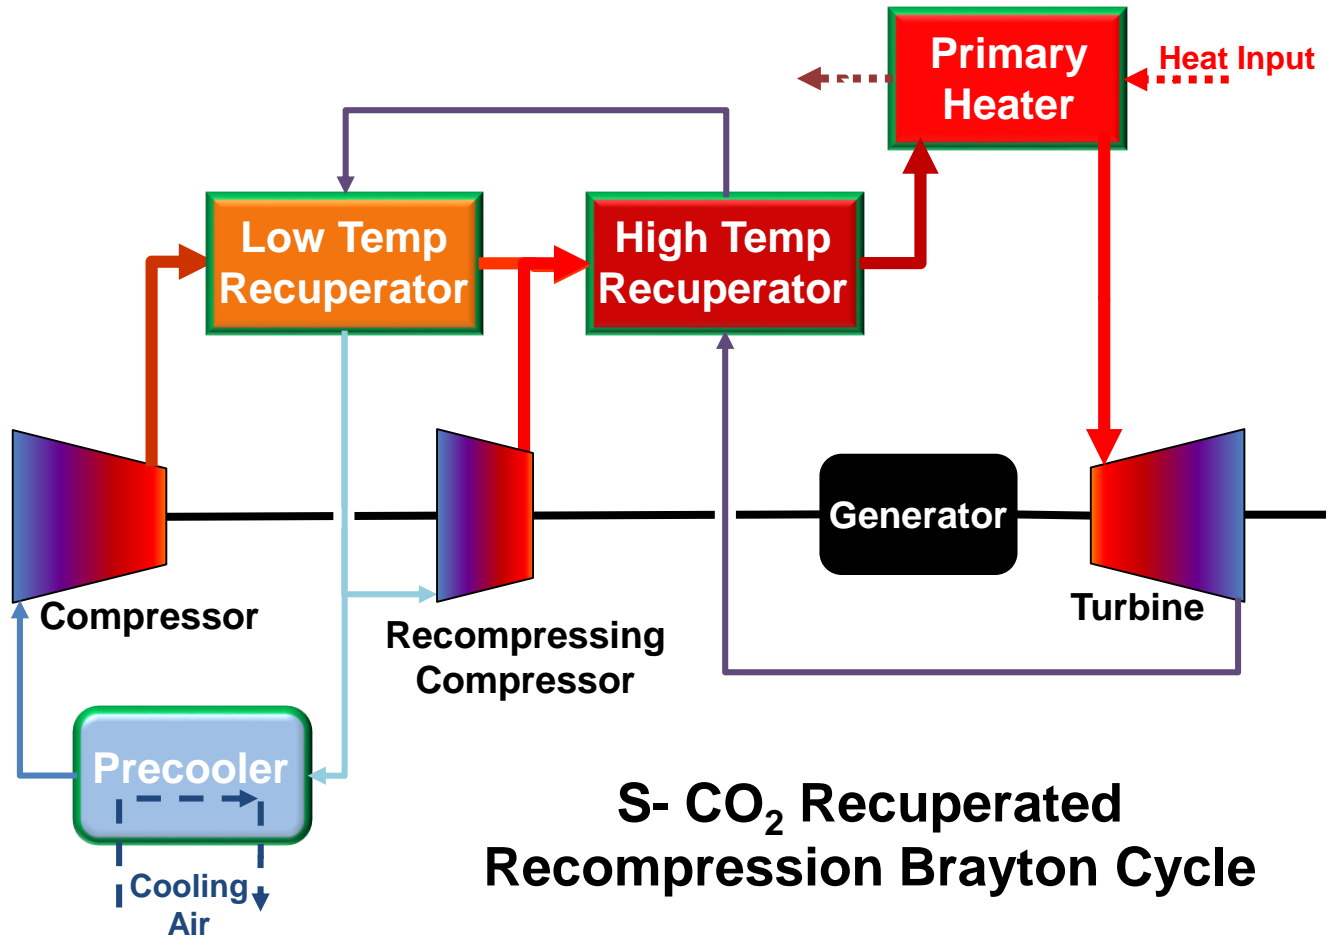 Primary
Heater
Heat Input
Low Temp
Recuperator
High Temp
Recuperator
Generator
Compressor
Turbine
Recompressing
Compressor
Precooler
Cooling
Air
S- CO₂ Recuperated
Recompression Brayton Cycle